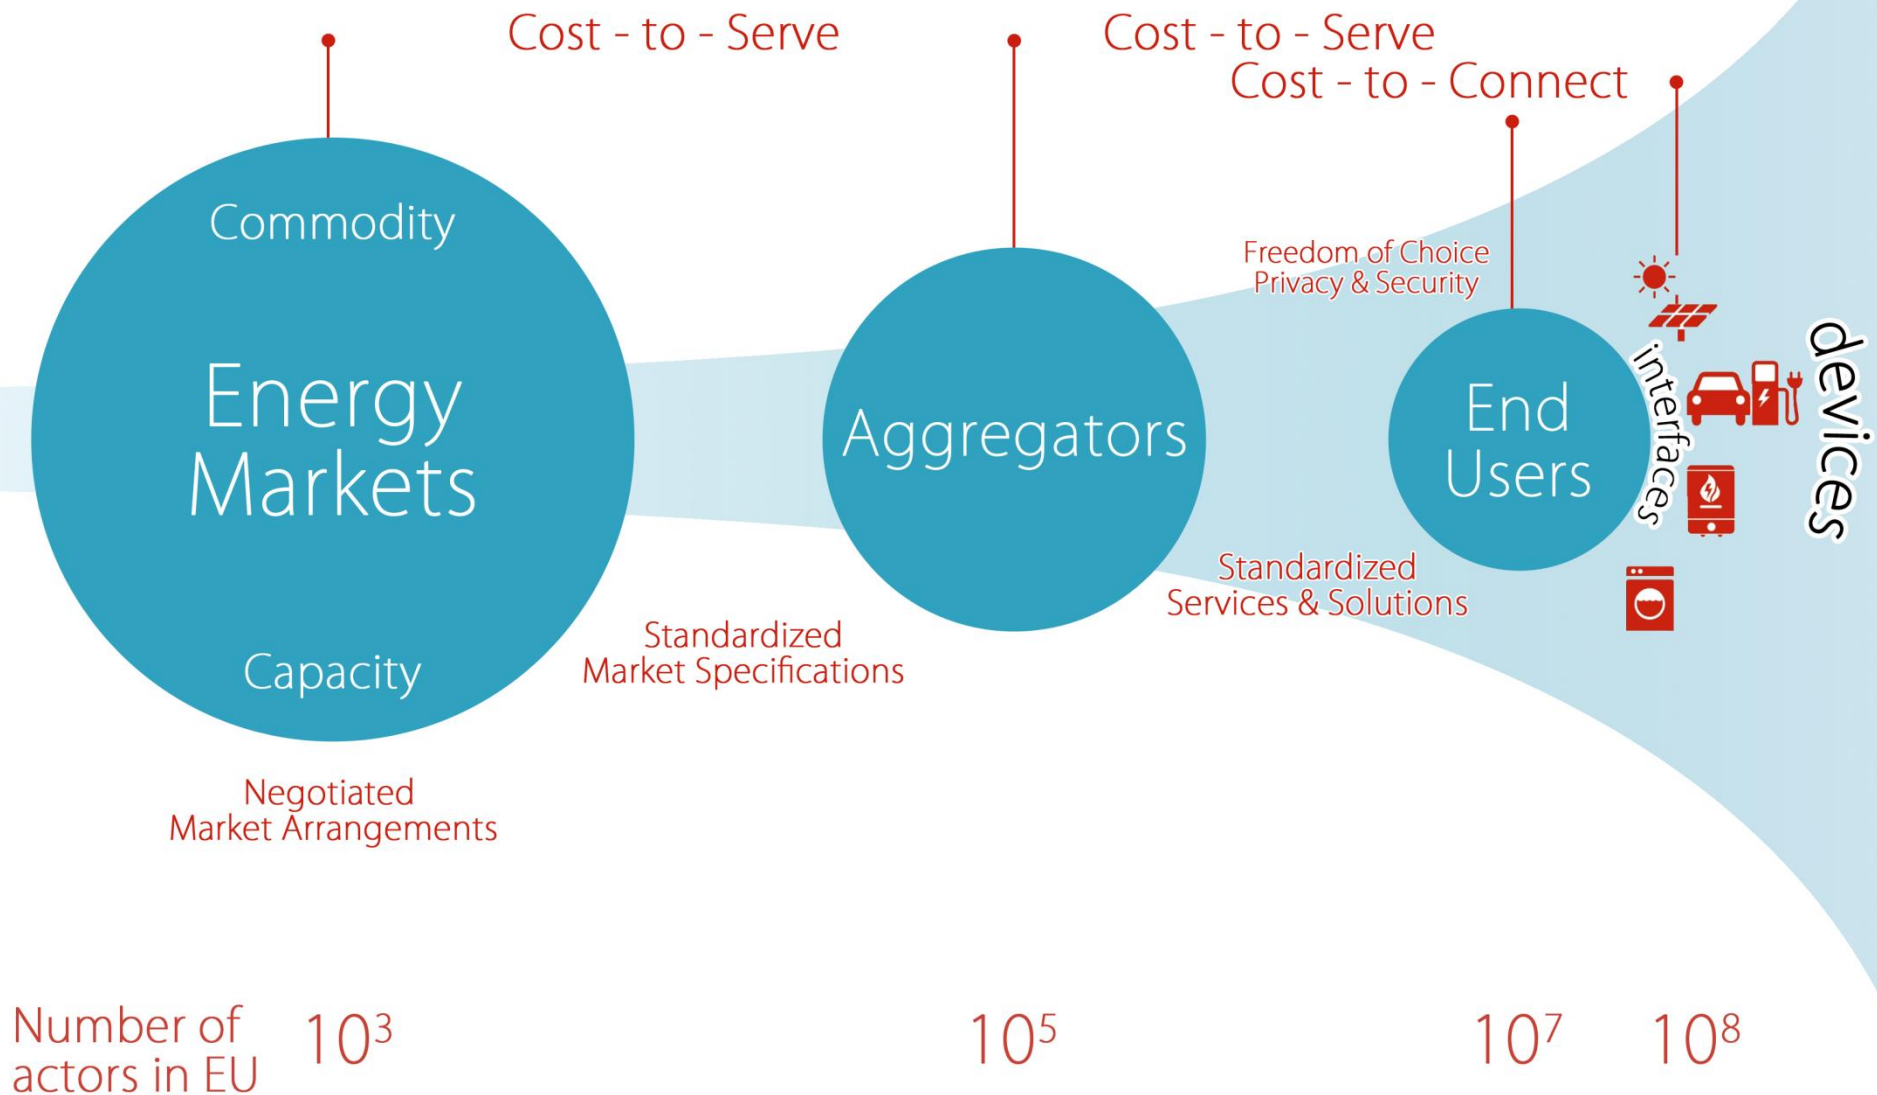 Cost - to - Serve
Cost - to - Serve
Cost - to - Connect
Commodity
Energy
Markets
Capacity
Negotiated
Market Arrangements
Standardized
Market Specifications
Aggregators
Freedom of Choice
Privacy & Security
Standardized
Services & Solutions
End
Users
interfaces
devices
Number of
actors in EU
10³
10⁵
10⁷
10⁸